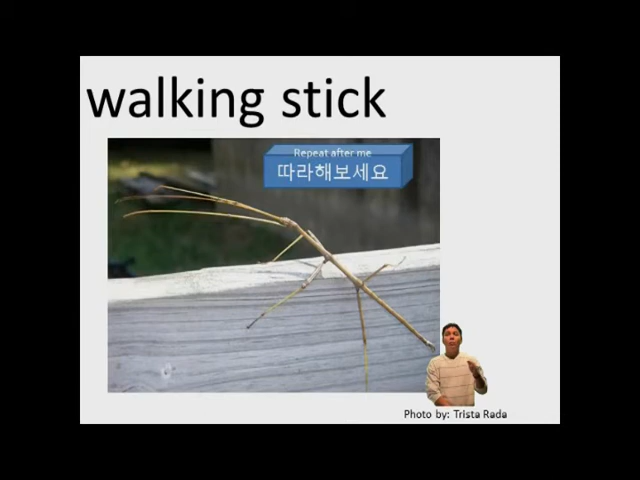 walking stick
Repeat after me
따라해보세요
Photo by: Trista Rada